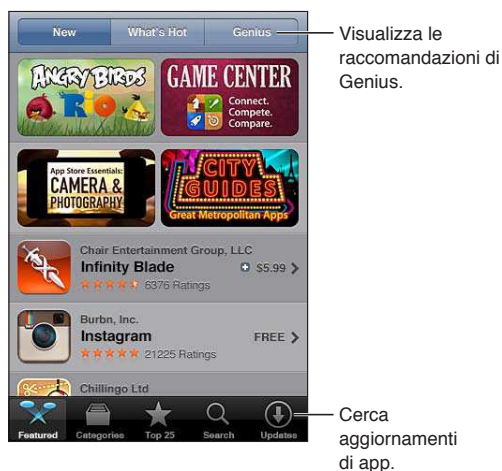 New What's Hot Genius
Visualizza le
raccomandazioni di
Genius.
ANGRY BIRDS
RIO
GAME CENTER
Connect.
Compete.
Compare.
App Store Essentials:
CAMERA &
PHOTOGRAPHY
CITY
GUIDES
Great Metropolitan Apps
Chair Entertainment Group, LLC
Infinity Blade $5.99
6376 Ratings
Burbn, Inc.
Instagram FREE
21225 Ratings
Chillingo Ltd
Featured Categories Top 25 Search Updates
Cerca
aggiornamenti
di app.